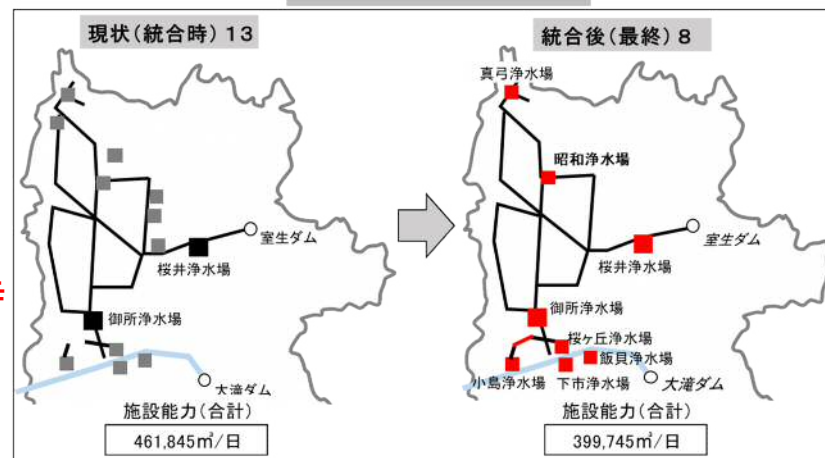 現状(統合時) 13
室生ダム
桜井浄水場
御所浄水場
大滝ダム
施設能力(合計)
461,845㎥/日
統合後(最終) 8
真弓浄水場
昭和浄水場
室生ダム
桜井浄水場
御所浄水場
桜ヶ丘浄水場
飯貝浄水場
小島浄水場
下市浄水場
大滝ダム
施設能力(合計)
399,745㎥/日